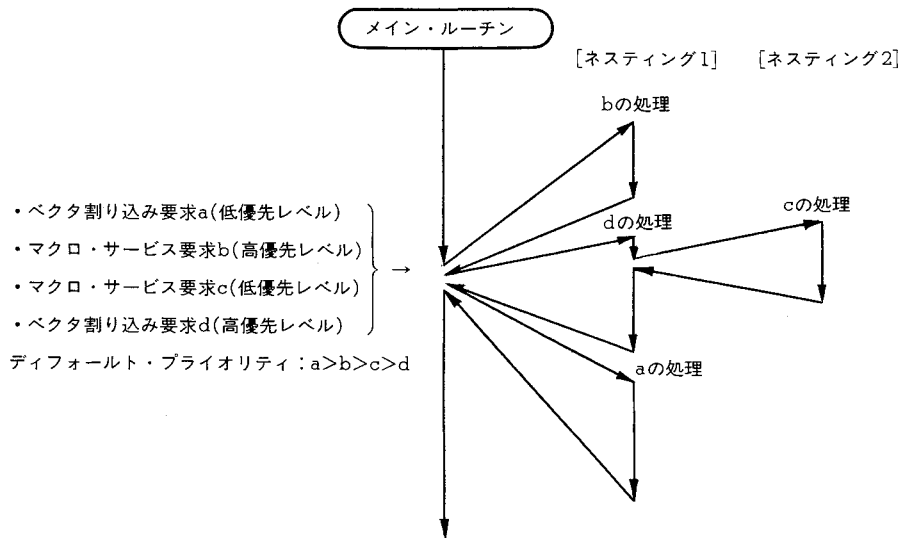 メイン・ルーチン
[ネスティング1] [ネスティング2]
bの処理
・ベクタ割り込み要求a(低優先レベル)
・マクロ・サービス要求b(高優先レベル)
・マクロ・サービス要求c(低優先レベル)
・ベクタ割り込み要求d(高優先レベル)
ディフォールト・プライオリティ:a>b>c>d
→
dの処理
cの処理
aの処理